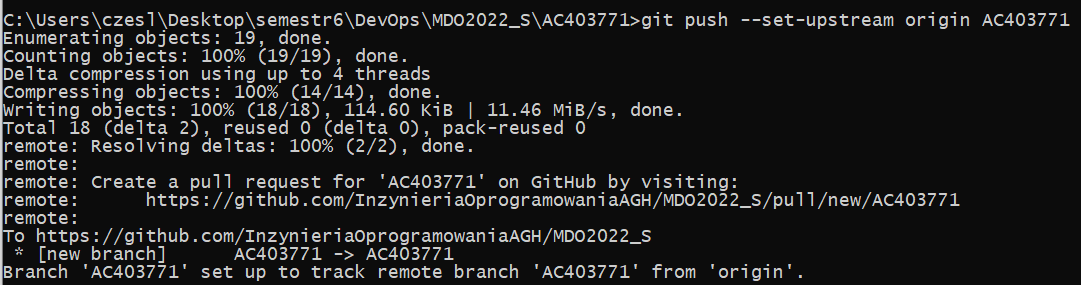 C:\Users\czesl\Desktop\semestr6\DevOps\MDO2022_S\AC403771>git push --set-upstream origin AC403771
Enumerating objects: 19, done.
Counting objects: 100% (19/19), done.
Delta compression using up to 4 threads
Compressing objects: 100% (14/14), done.
Writing objects: 100% (18/18), 114.60 KiB | 11.46 MiB/s, done.
Total 18 (delta 2), reused 0 (delta 0), pack-reused 0
remote: Resolving deltas: 100% (2/2), done.
remote:
remote: Create a pull request for 'AC403771' on GitHub by visiting:
remote:      https://github.com/InzynieriaOprogramowaniaAGH/MDO2022_S/pull/new/AC403771
remote:
To https://github.com/InzynieriaOprogramowaniaAGH/MDO2022_S
 * [new branch]      AC403771 -> AC403771
Branch 'AC403771' set up to track remote branch 'AC403771' from 'origin'.